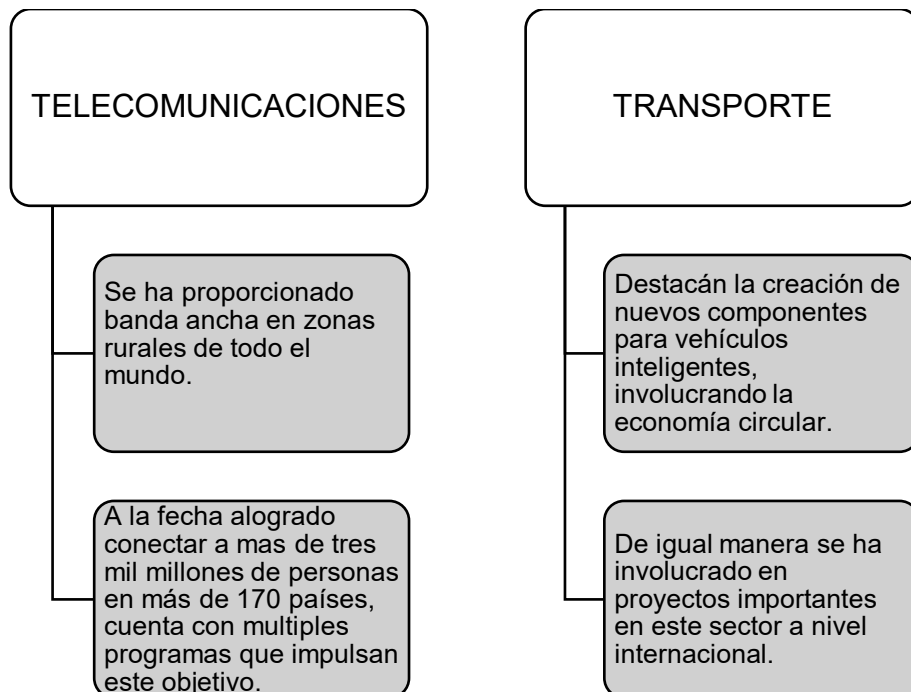 TELECOMUNICACIONES
Se ha proporcionado
banda ancha en zonas
rurales de todo el
mundo.
A la fecha alogrado
conectar a mas de tres
mil millones de personas
en más de 170 países,
cuenta con multiples
programas que impulsan
este objetivo.
TRANSPORTE
Destacán la creación de
nuevos componentes
para vehículos
inteligentes,
involucrando la
economía circular.
De igual manera se ha
involucrado en
proyectos importantes
en este sector a nivel
internacional.